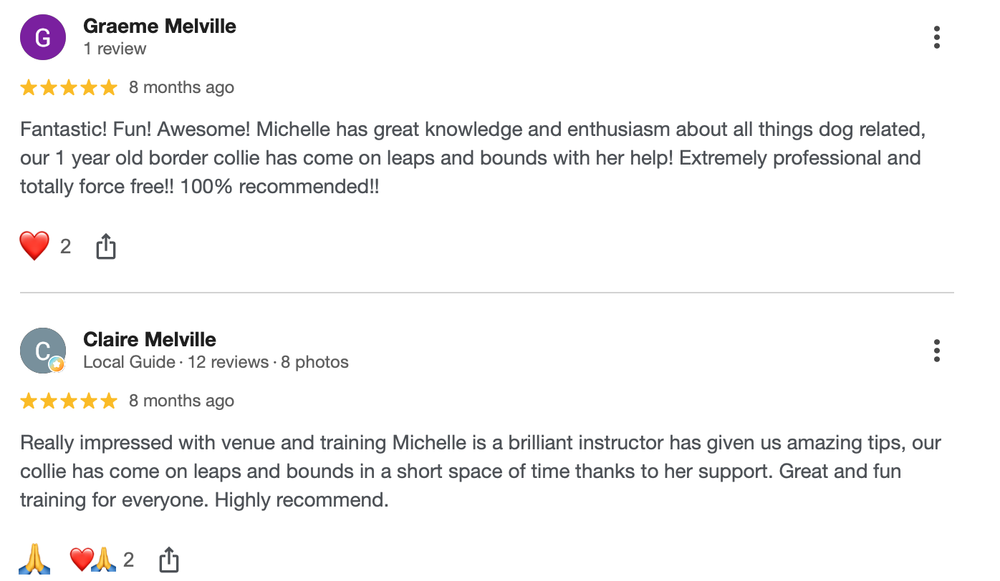 G
Graeme Melville
1 review
8 months ago
Fantastic! Fun! Awesome! Michelle has great knowledge and enthusiasm about all things dog related,
our 1 year old border collie has come on leaps and bounds with her help! Extremely professional and
totally force free!! 100% recommended!!
2
C
Claire Melville
Local Guide · 12 reviews · 8 photos
8 months ago
Really impressed with venue and training Michelle is a brilliant instructor has given us amazing tips, our
collie has come on leaps and bounds in a short space of time thanks to her support. Great and fun
training for everyone. Highly recommend.
2